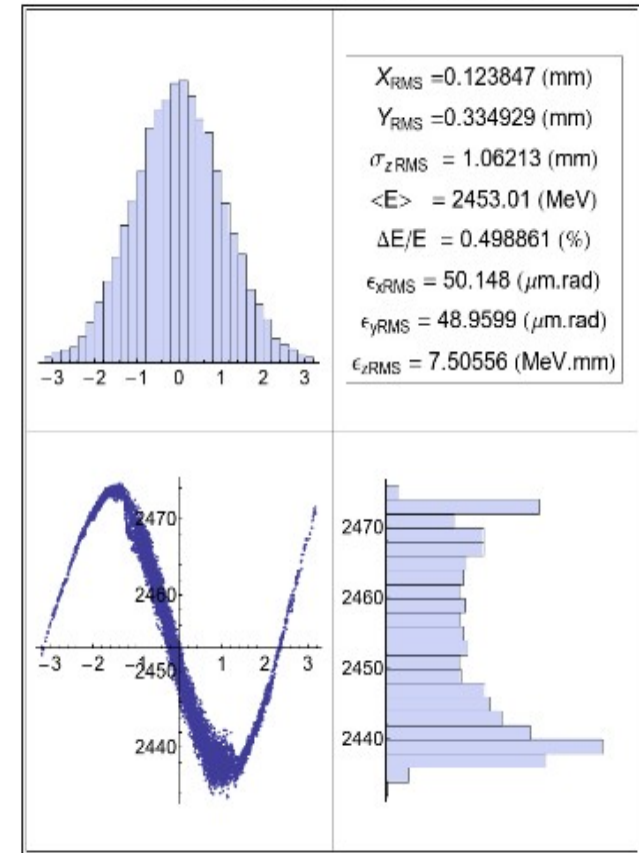 X_RMS =0.123847 (mm)
Y_RMS =0.334929 (mm)
σ_z RMS = 1.06213 (mm)
<E> = 2453.01 (MeV)
ΔE/E = 0.498861 (%)
ϵ_xRMS = 50.148 (μm.rad)
ϵ_yRMS = 48.9599 (μm.rad)
ϵ_zRMS = 7.50556 (MeV.mm)
−3 −2 −1 0 1 2 3
2470
2460
−3 −2 −1 1 2 3
2450
2440
2470
2460
2450
2440